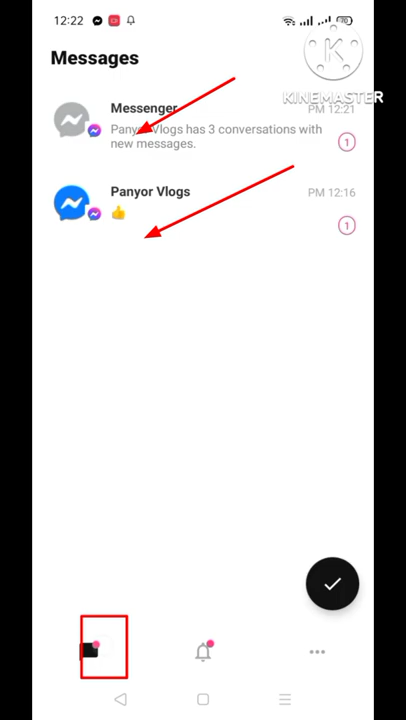 12:22
Messages
K
KINEMASTER
Messenger
PM 12:21
Panyor Vlogs has 3 conversations with
new messages.
1
Panyor Vlogs
PM 12:16
👍
1